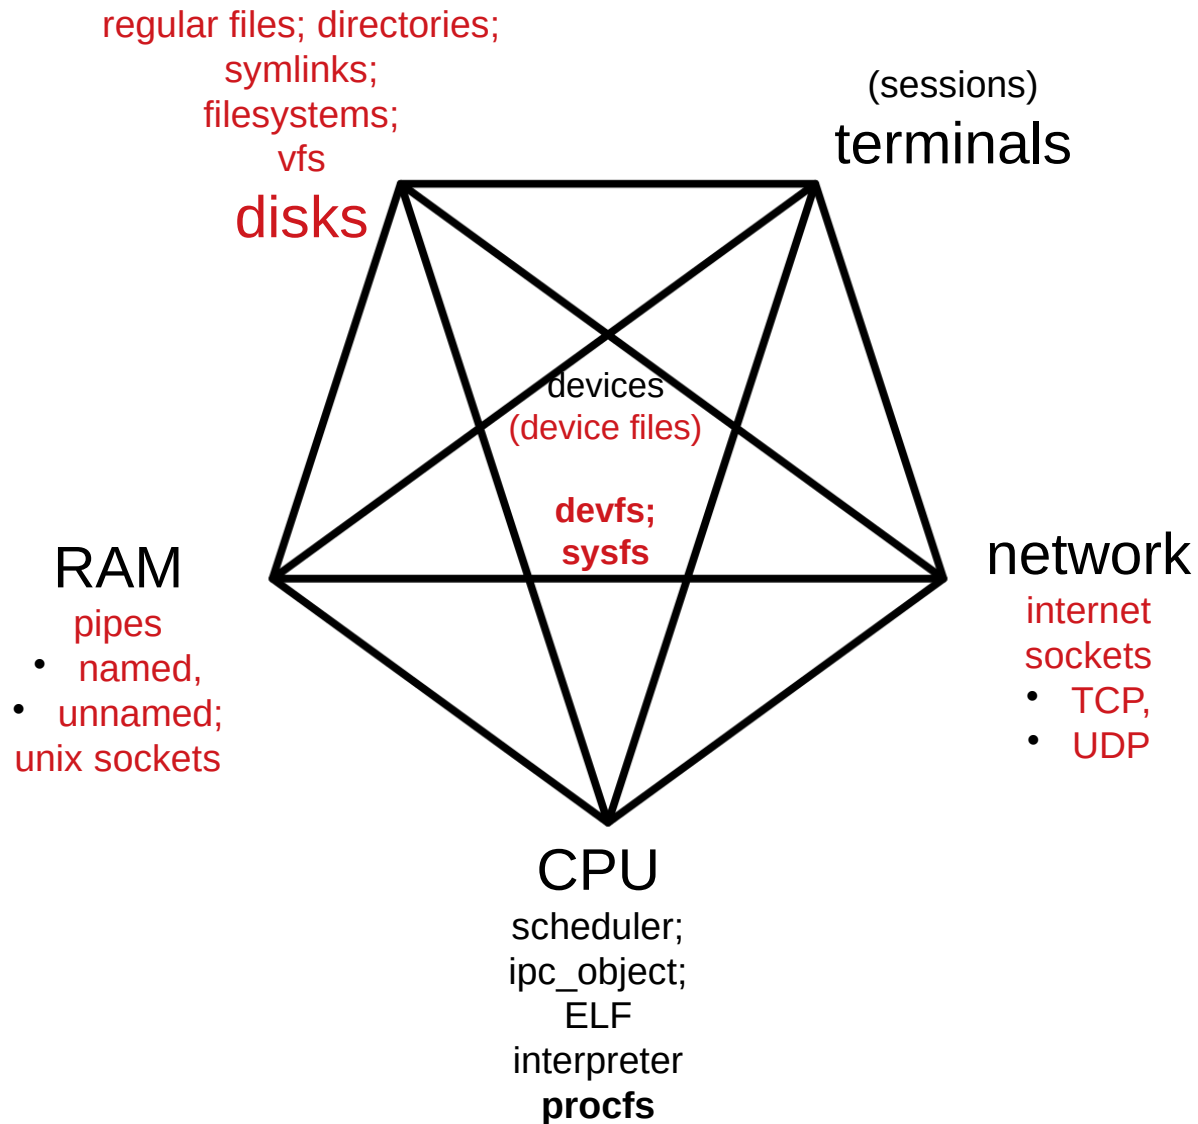 regular files; directories;
symlinks;
filesystems;
vfs
disks
(sessions)
terminals
devices
(device files)
devfs;
sysfs
RAM
pipes
• named,
• unnamed;
unix sockets
network
internet
sockets
• TCP,
• UDP
CPU
scheduler;
ipc_object;
ELF
interpreter
procfs